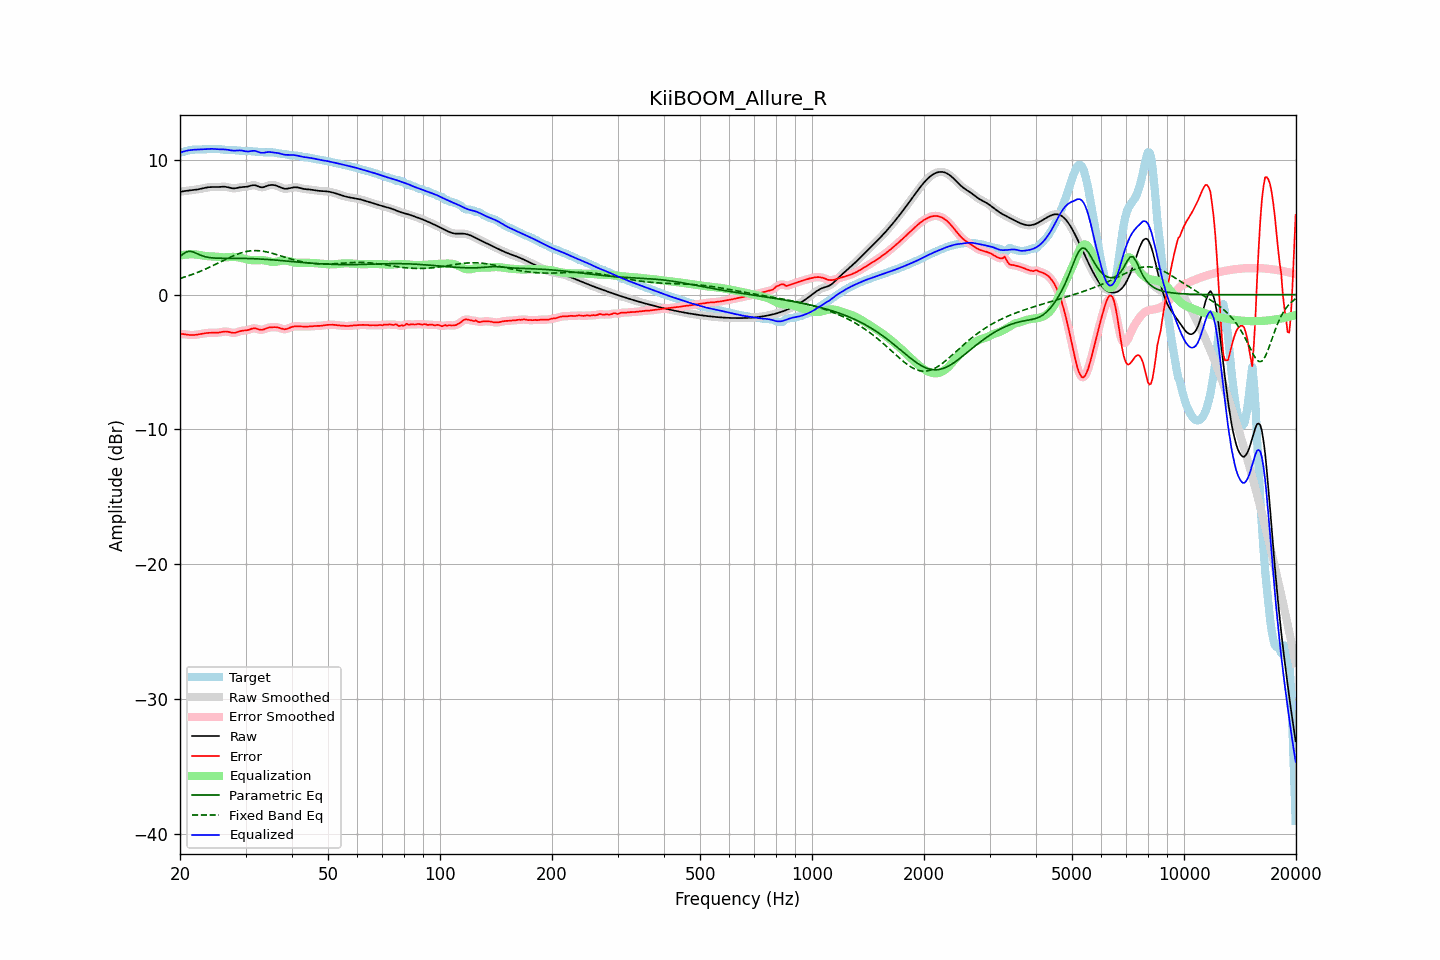 KiiBOOM_Allure_R
10
0
−10
−20
−30
−40
Amplitude (dBr)
Target
Raw Smoothed
Error Smoothed
Raw
Error
Equalization
Parametric Eq
Fixed Band Eq
Equalized
20
50
100
200
500
1000
2000
5000
10000
20000
Frequency (Hz)